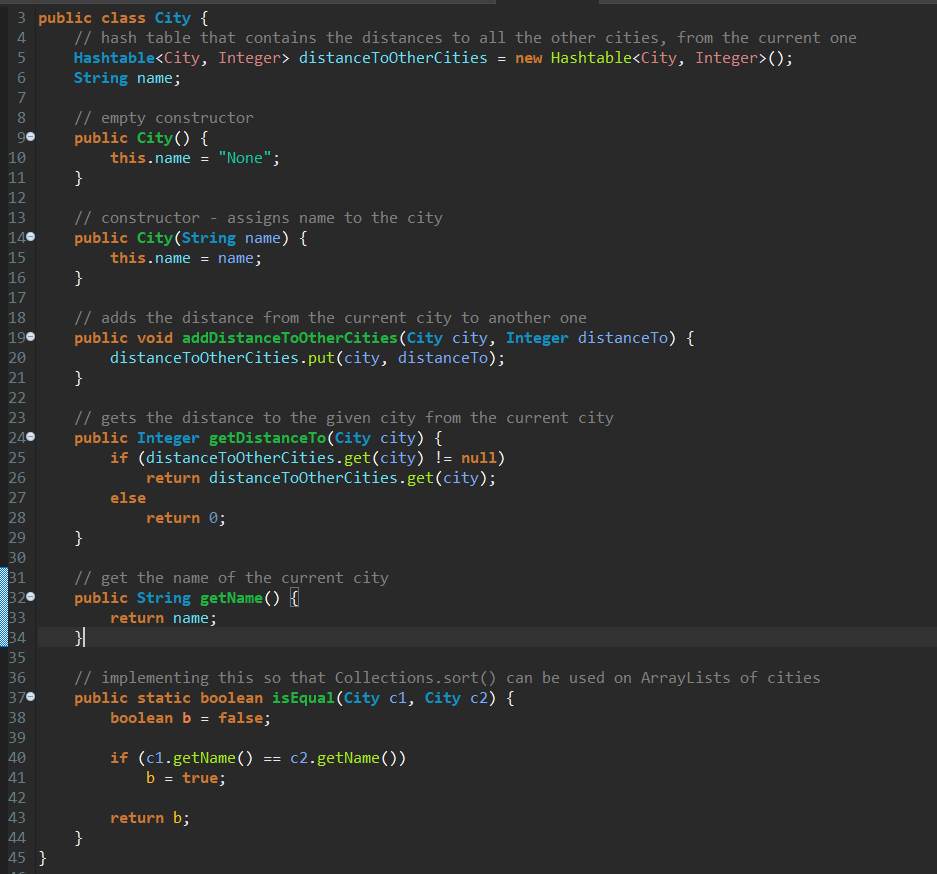 3 public class City {
4     // hash table that contains the distances to all the other cities, from the current one
5     Hashtable<City, Integer> distanceToOtherCities = new Hashtable<City, Integer>();
6     String name;
7
8     // empty constructor
9     public City() {
10         this.name = "None";
11     }
12
13     // constructor - assigns name to the city
14     public City(String name) {
15         this.name = name;
16     }
17
18     // adds the distance from the current city to another one
19     public void addDistanceToOtherCities(City city, Integer distanceTo) {
20         distanceToOtherCities.put(city, distanceTo);
21     }
22
23     // gets the distance to the given city from the current city
24     public Integer getDistanceTo(City city) {
25         if (distanceToOtherCities.get(city) != null)
26             return distanceToOtherCities.get(city);
27         else
28             return 0;
29     }
30
31     // get the name of the current city
32     public String getName() {
33         return name;
34     }
35
36     // implementing this so that Collections.sort() can be used on ArrayLists of cities
37     public static boolean isEqual(City c1, City c2) {
38         boolean b = false;
39
40         if (c1.getName() == c2.getName())
41             b = true;
42
43         return b;
44     }
45 }